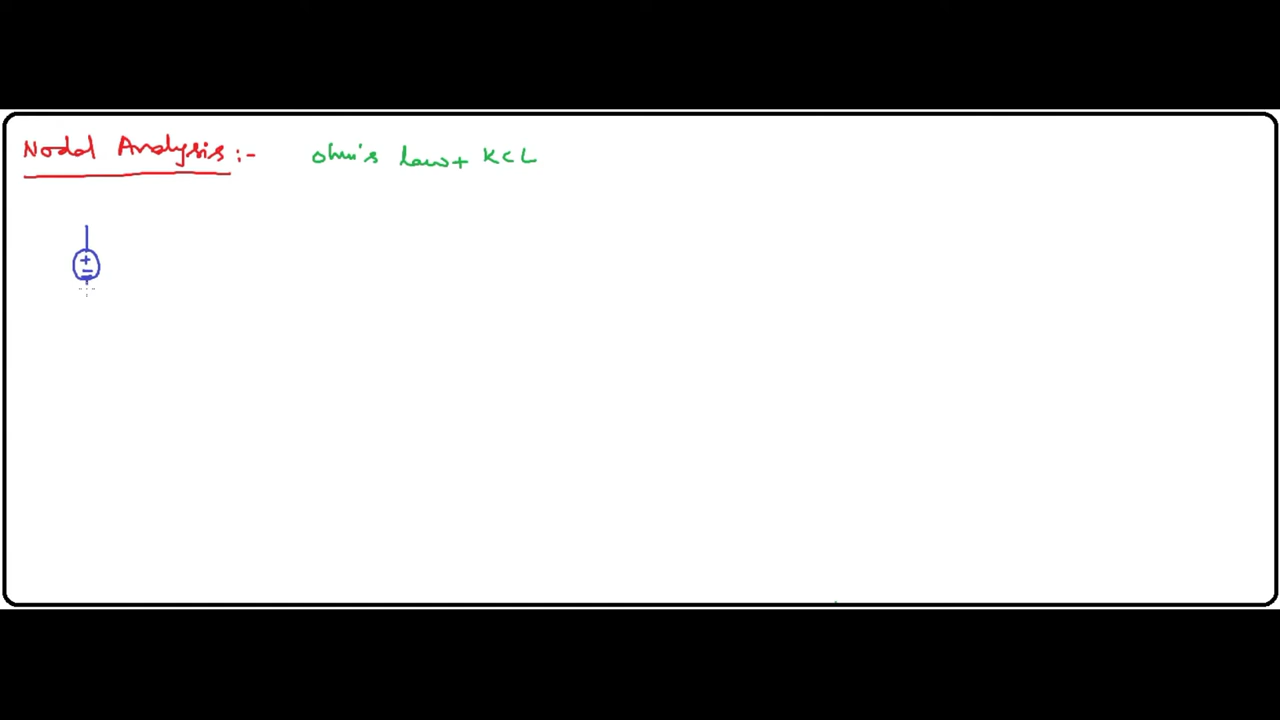 Nodal Analysis :- ohm's law + KCL
+
-